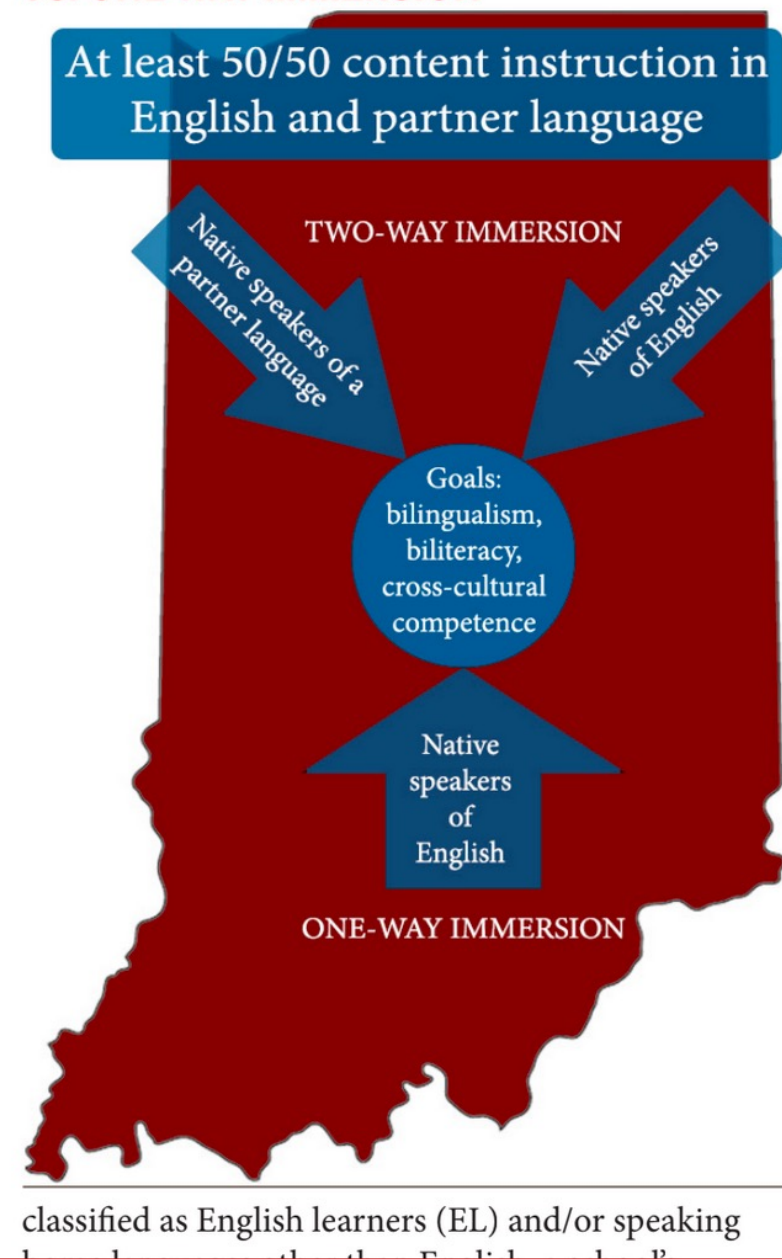 At least 50/50 content instruction in
English and partner language
TWO-WAY IMMERSION
Native speakers of a
partner language
Native speakers
of English
Goals:
bilingualism,
biliteracy,
cross-cultural
competence
Native
speakers
of
English
ONE-WAY IMMERSION
classified as English learners (EL) and/or speaking